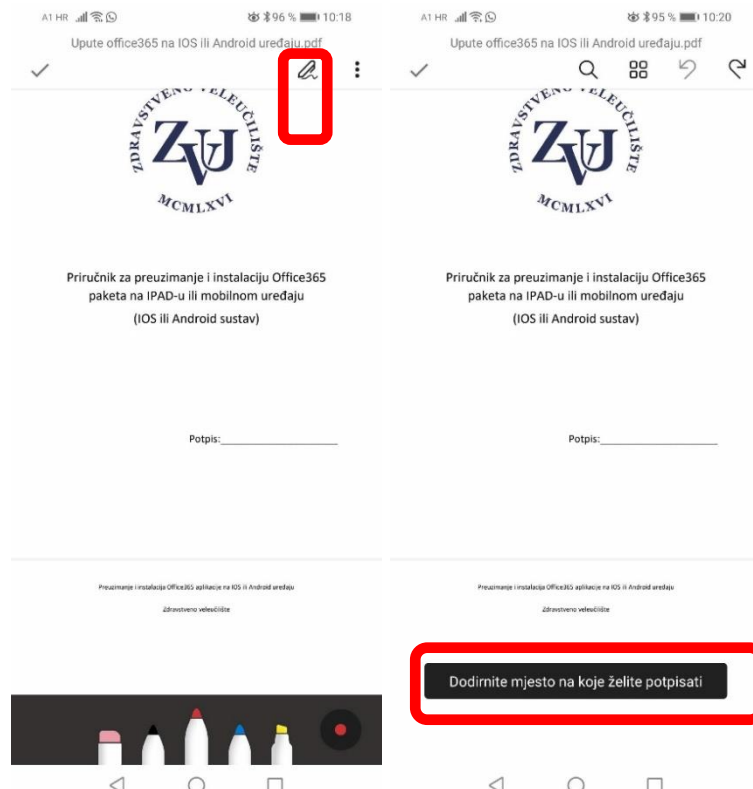 A1 HR 96 % 10:18
Upute office365 na IOS ili Android uređaju.pdf
ZDRAVSTVENO VELEUČILIŠTE
ZVU
MCMLXVI
Priručnik za preuzimanje i instalaciju Office365
paketa na IPAD-u ili mobilnom uređaju
(IOS ili Android sustav)
Potpis:
Preuzimanje i instalacija Office365 aplikacije na IOS ili Android uređaju
Zdravstveno veleučilište
A1 HR 95 % 10:20
Upute office365 na IOS ili Android uređaju.pdf
ZDRAVSTVENO VELEUČILIŠTE
ZVU
MCMLXVI
Priručnik za preuzimanje i instalaciju Office365
paketa na IPAD-u ili mobilnom uređaju
(IOS ili Android sustav)
Potpis:
Preuzimanje i instalacija Office365 aplikacije na IOS ili Android uređaju
Zdravstveno veleučilište
Dodirnite mjesto na koje želite potpisati